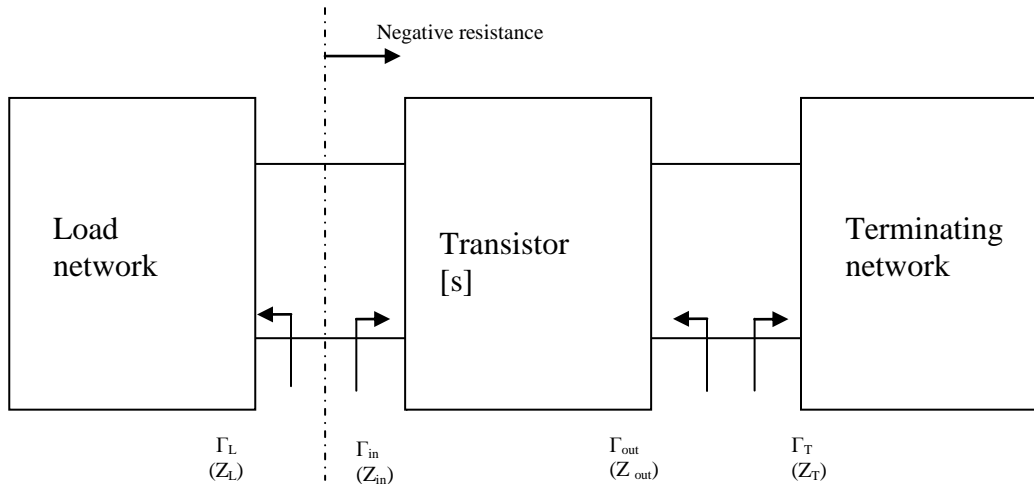 Negative resistance
Load
network
Transistor
[s]
Terminating
network
ΓL
(ZL)
Γin
(Zin)
Γout
(Z out)
ΓT
(ZT)